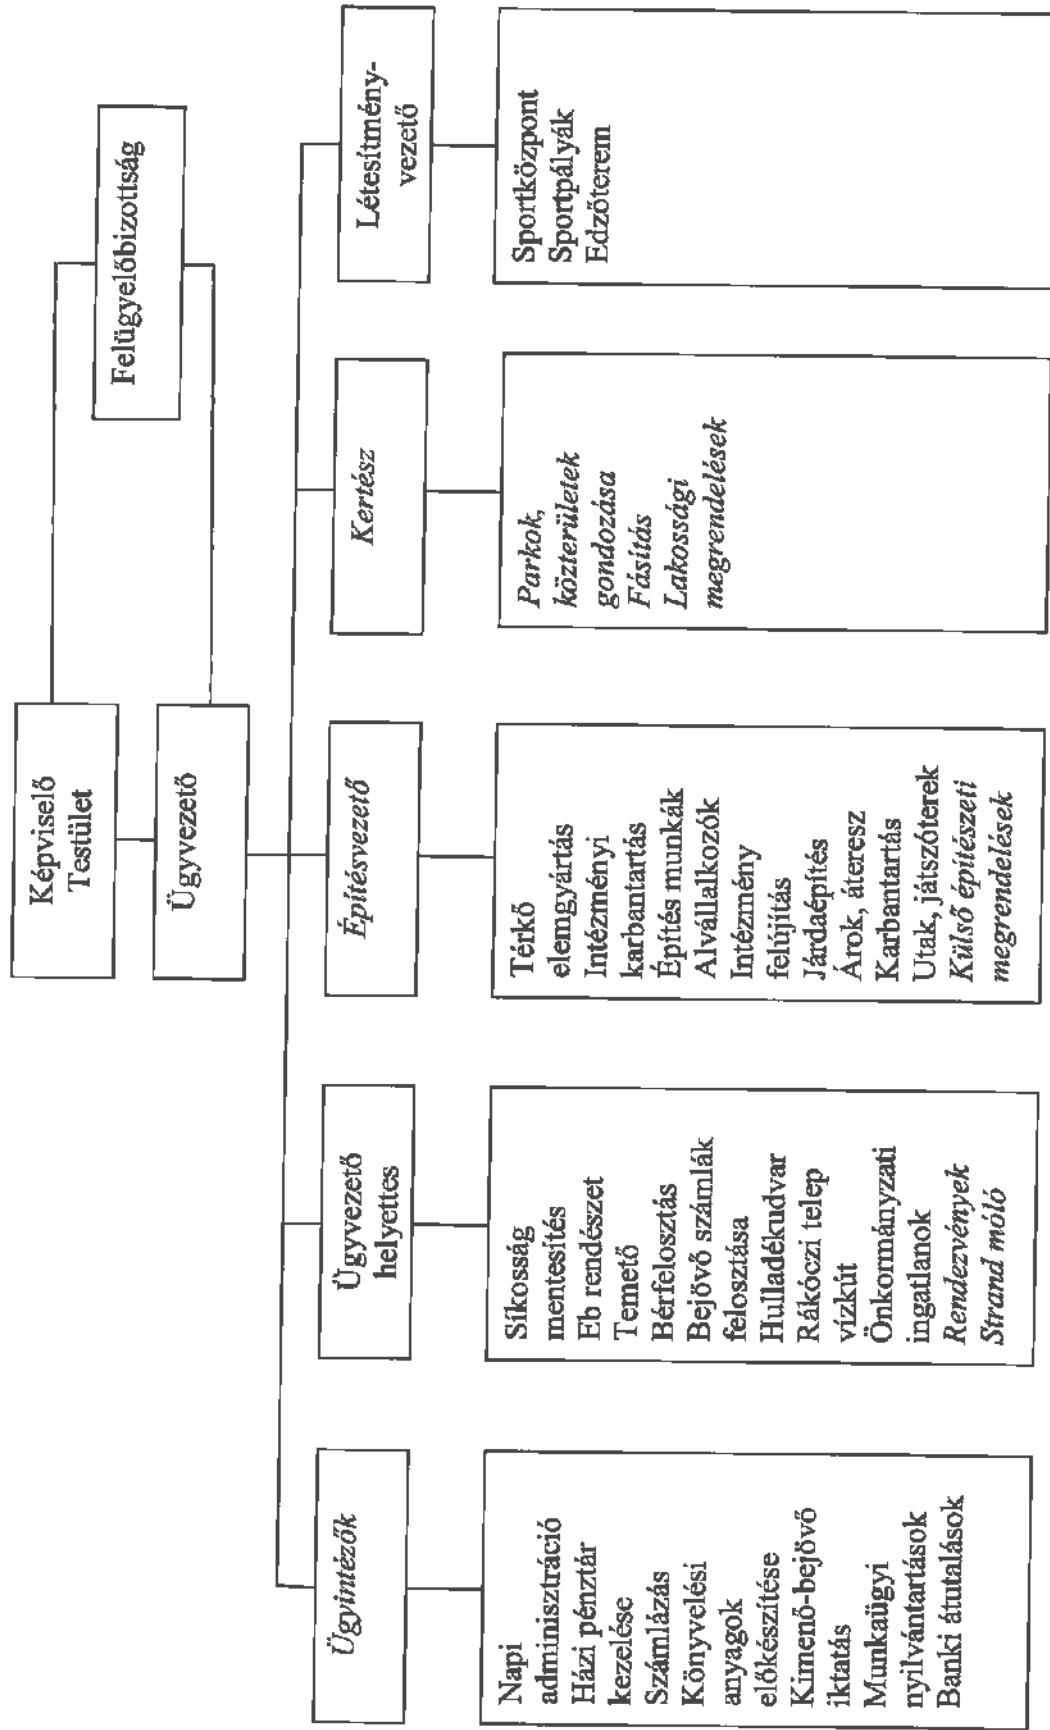 Képviselő
Testület
Felügyelőbizottság
Ügyvezető
Ügyintézők
Ügyvezető
helyettes
Építésvezető
Kertész
Létesítmény-
vezető
Napi
adminisztráció
Házi pénztár
kezelése
Számlázás
Könyvelési
anyagok
előkészítése
Kimenő-bejövő
iktatás
Munkaügyi
nyilvántartások
Banki átutalások
Síkosság
mentesítés
Eb rendészet
Temető
Bérfelosztás
Bejövő számlák
felosztása
Hulladékudvar
Rákóczi telep
vízkút
Önkormányzati
ingatlanok
Rendezvények
Strand móló
Térkő
elemgyártás
Intézményi
karbantartás
Építés munkák
Alvállalkozók
Intézmény
felújítás
Járdaépítés
Árok, áteresz
Karbantartás
Utak, játszóterek
Külső építészeti
megrendelések
Parkok,
közterületek
gondozása
Fásítás
Lakossági
megrendelések
Sportközpont
Sportpályák
Edzőterem